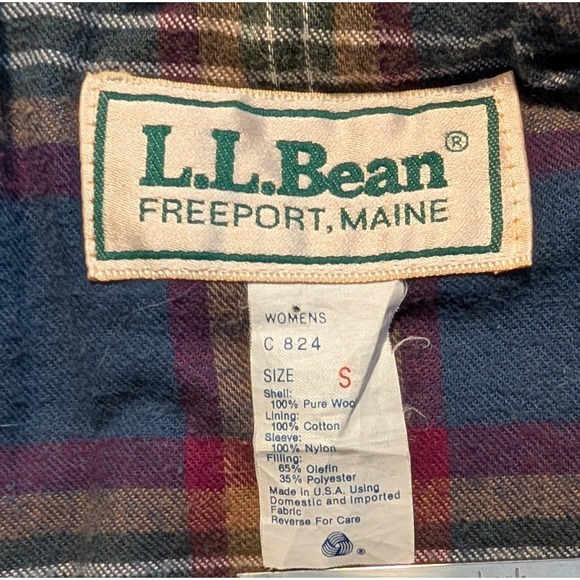 L.L.Bean®
FREEPORT, MAINE
WOMENS
C 824
SIZE S
Shell:
100% Pure Woo
Lining:
100% Cotton
Sleeve:
100% Nylon
Filling:
65% Olefin
35% Polyester
Made in U.S.A. Using
Domestic and Imported
Fabric
Reverse For Care
®